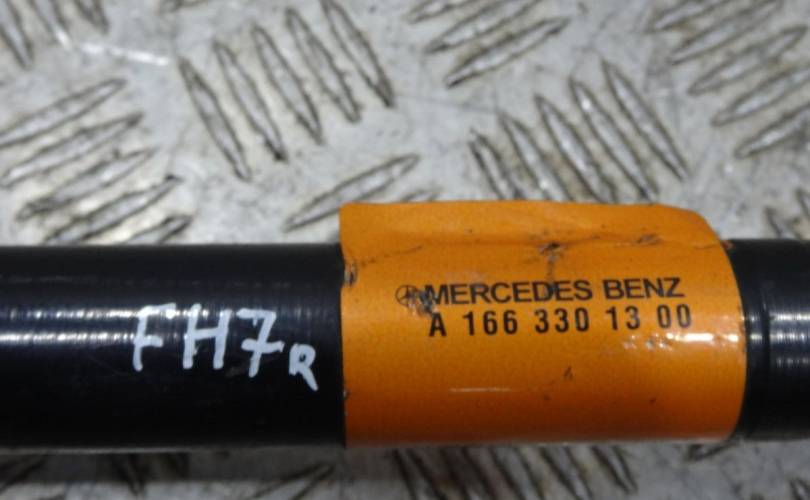 MERCEDES BENZ
A 166 330 13 00
FH7R